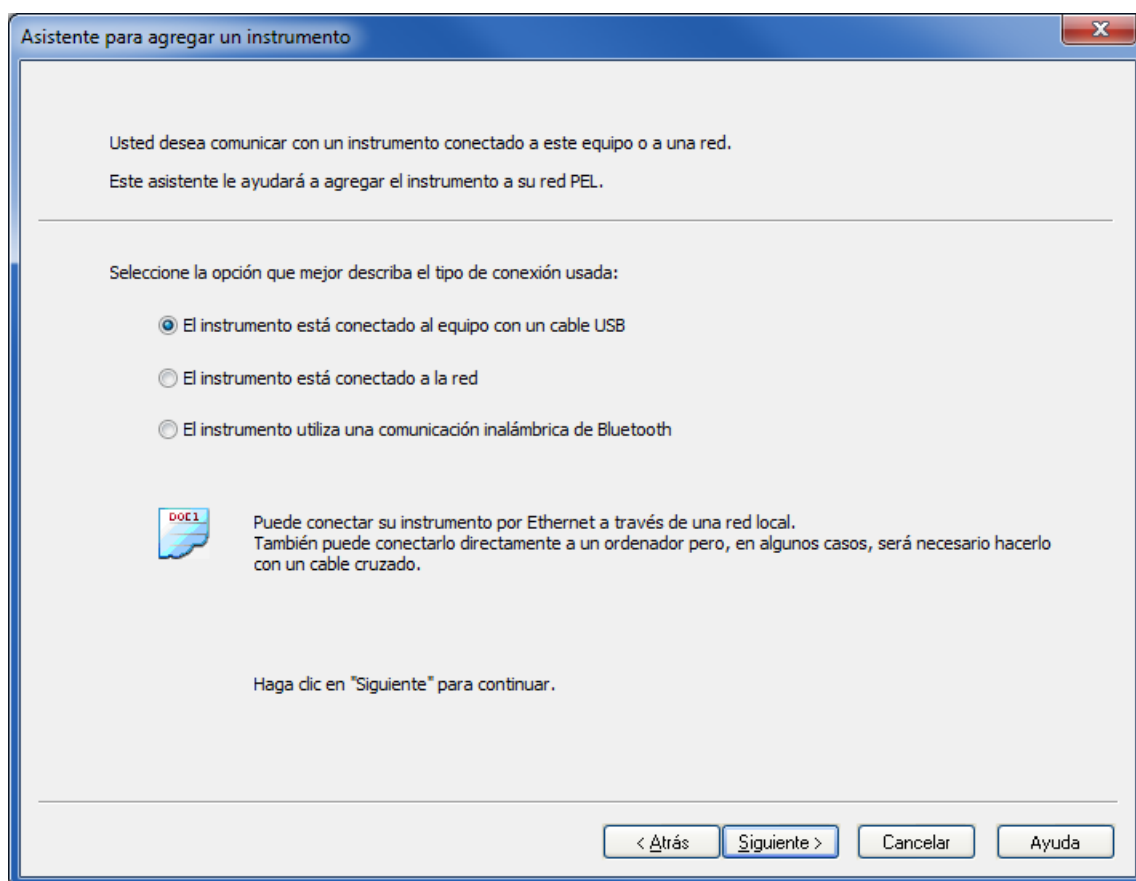 Asistente para agregar un instrumento
Usted desea comunicar con un instrumento conectado a este equipo o a una red.
Este asistente le ayudará a agregar el instrumento a su red PEL.
Seleccione la opción que mejor describa el tipo de conexión usada:
El instrumento está conectado al equipo con un cable USB
El instrumento está conectado a la red
El instrumento utiliza una comunicación inalámbrica de Bluetooth
DOC1
Puede conectar su instrumento por Ethernet a través de una red local.
También puede conectarlo directamente a un ordenador pero, en algunos casos, será necesario hacerlo
con un cable cruzado.
Haga clic en "Siguiente" para continuar.
< Atrás Siguiente > Cancelar Ayuda